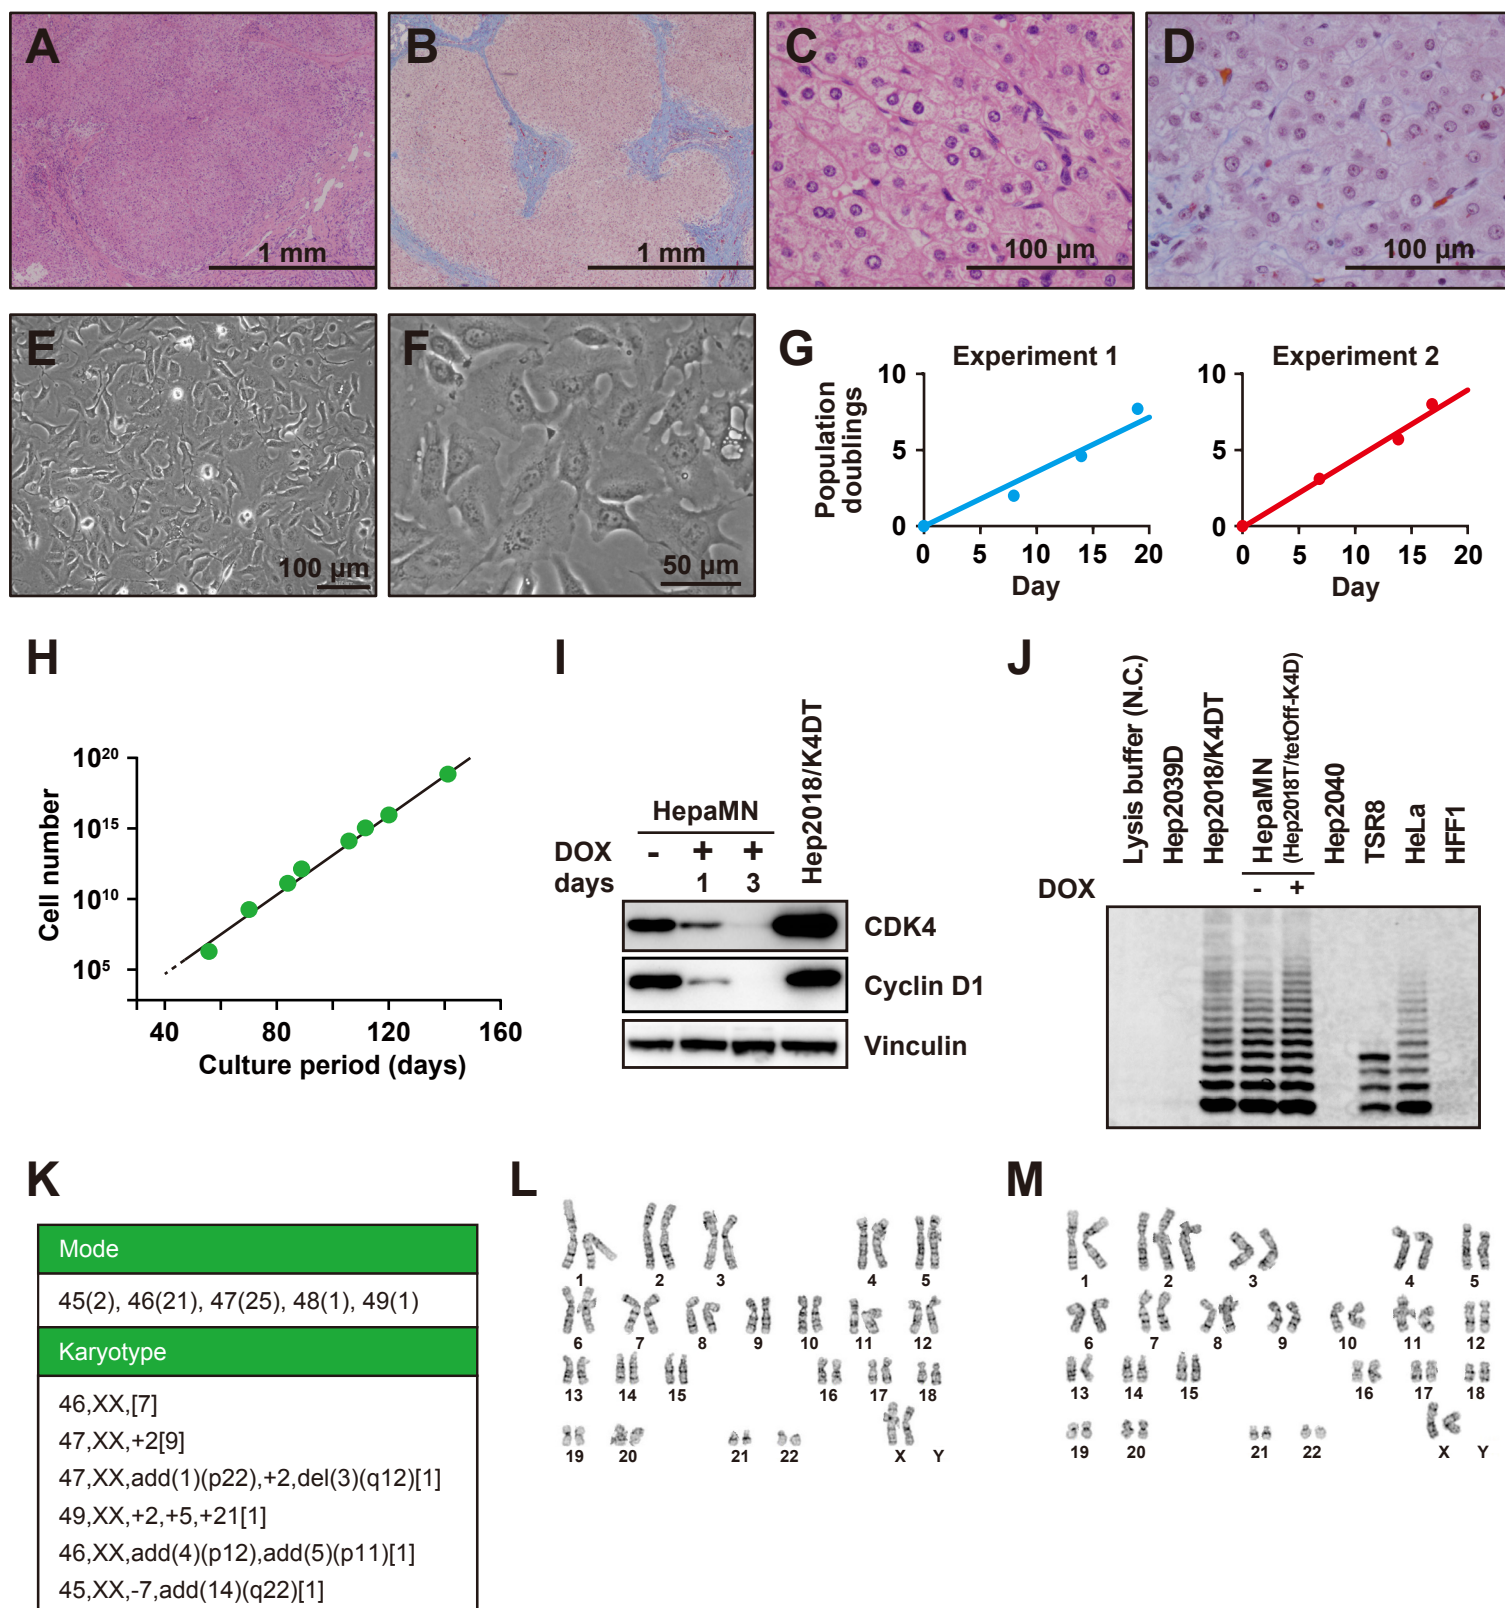 A
1 mm
B
1 mm
C
100 µm
D
100 µm
E
100 µm
F
50 µm
G
Experiment 1
Population
doublings
10
5
0
0 5 10 15 20
Day
Experiment 2
10
5
0
0 5 10 15 20
Day
H
Cell number
10²⁰
10¹⁵
10¹⁰
10⁵
40 80 120 160
Culture period (days)
I
HepaMN
Hep2018/K4DT
DOX - + +
days 1 3
CDK4
Cyclin D1
Vinculin
J
Lysis buffer (N.C.)
Hep2039D
Hep2018/K4DT
HepaMN
(Hep2018T/tetOff-K4D)
Hep2040
TSR8
HeLa
HFF1
DOX - +
K
Mode
45(2), 46(21), 47(25), 48(1), 49(1)
Karyotype
46,XX,[7]
47,XX,+2[9]
47,XX,add(1)(p22),+2,del(3)(q12)[1]
49,XX,+2,+5,+21[1]
46,XX,add(4)(p12),add(5)(p11)[1]
45,XX,-7,add(14)(q22)[1]
L
1 2 3 4 5
6 7 8 9 10 11 12
13 14 15 16 17 18
19 20 21 22 X Y
M
1 2 3 4 5
6 7 8 9 10 11 12
13 14 15 16 17 18
19 20 21 22 X Y